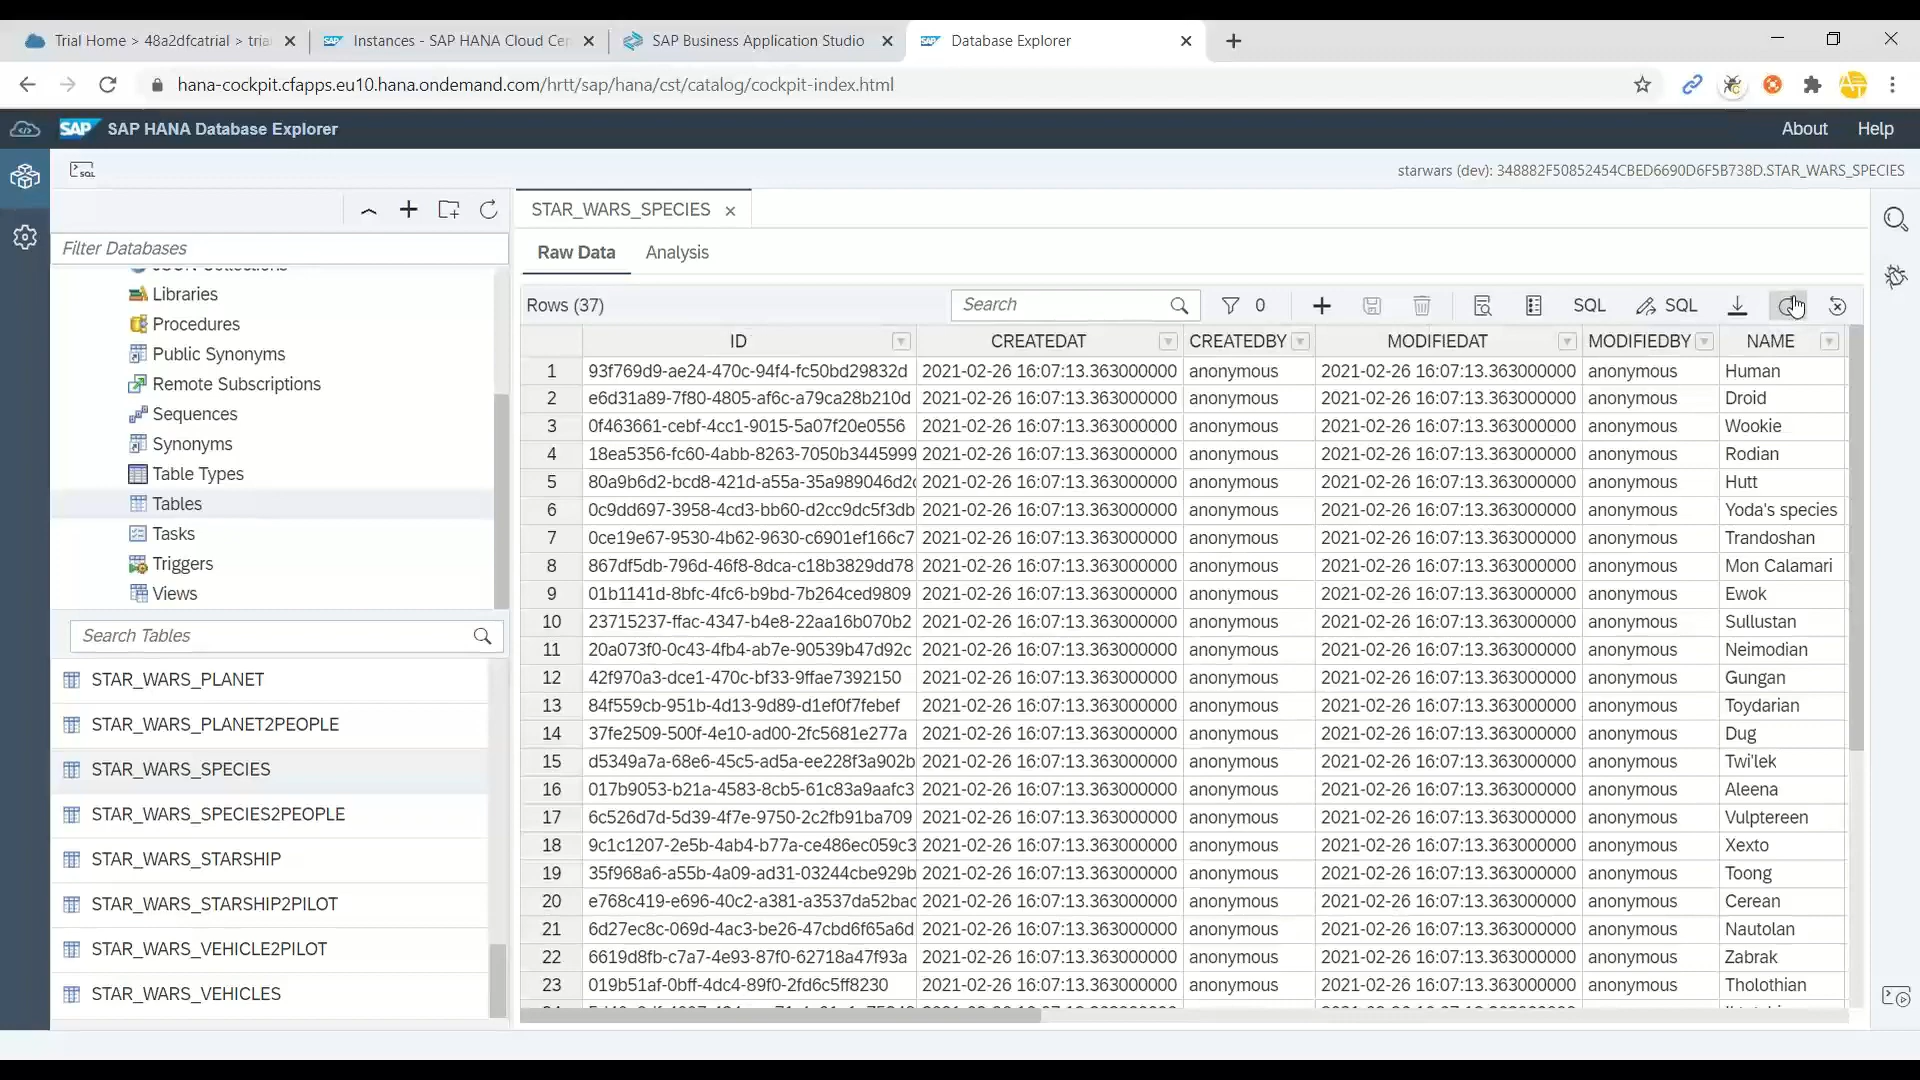 Trial Home > 48a2dfcatrial > tria
Instances - SAP HANA Cloud Cen
SAP Business Application Studio
Database Explorer
hana-cockpit.cfapps.eu10.hana.ondemand.com/hrtt/sap/hana/cst/catalog/cockpit-index.html
SAP SAP HANA Database Explorer
About Help
SQL
starwars (dev): 348882F50852454CBED6690D6F5B738D.STAR_WARS_SPECIES
STAR_WARS_SPECIES
Filter Databases
JSON Collections
Libraries
Procedures
Public Synonyms
Remote Subscriptions
Sequences
Synonyms
Table Types
Tables
Tasks
Triggers
Views
Search Tables
STAR_WARS_PLANET
STAR_WARS_PLANET2PEOPLE
STAR_WARS_SPECIES
STAR_WARS_SPECIES2PEOPLE
STAR_WARS_STARSHIP
STAR_WARS_STARSHIP2PILOT
STAR_WARS_VEHICLE2PILOT
STAR_WARS_VEHICLES
Raw Data Analysis
Rows (37) Search 0 SQL SQL
ID CREATEDAT CREATEDBY MODIFIEDAT MODIFIEDBY NAME
1 93f769d9-ae24-470c-94f4-fc50bd29832d 2021-02-26 16:07:13.363000000 anonymous 2021-02-26 16:07:13.363000000 anonymous Human
2 e6d31a89-7f80-4805-af6c-a79ca28b210d 2021-02-26 16:07:13.363000000 anonymous 2021-02-26 16:07:13.363000000 anonymous Droid
3 0f463661-cebf-4cc1-9015-5a07f20e0556 2021-02-26 16:07:13.363000000 anonymous 2021-02-26 16:07:13.363000000 anonymous Wookie
4 18ea5356-fc60-4abb-8263-7050b3445999 2021-02-26 16:07:13.363000000 anonymous 2021-02-26 16:07:13.363000000 anonymous Rodian
5 80a9b6d2-bcd8-421d-a55a-35a989046d2c 2021-02-26 16:07:13.363000000 anonymous 2021-02-26 16:07:13.363000000 anonymous Hutt
6 0c9dd697-3958-4cd3-bb60-d2cc9dc5f3db 2021-02-26 16:07:13.363000000 anonymous 2021-02-26 16:07:13.363000000 anonymous Yoda's species
7 0ce19e67-9530-4b62-9630-c6901ef166c7 2021-02-26 16:07:13.363000000 anonymous 2021-02-26 16:07:13.363000000 anonymous Trandoshan
8 867df5db-796d-46f8-8dca-c18b3829dd78 2021-02-26 16:07:13.363000000 anonymous 2021-02-26 16:07:13.363000000 anonymous Mon Calamari
9 01b1141d-8bfc-4fc6-b9bd-7b264ced9809 2021-02-26 16:07:13.363000000 anonymous 2021-02-26 16:07:13.363000000 anonymous Ewok
10 23715237-ffac-4347-b4e8-22aa16b070b2 2021-02-26 16:07:13.363000000 anonymous 2021-02-26 16:07:13.363000000 anonymous Sullustan
11 20a073f0-0c43-4fb4-ab7e-90539b47d92c 2021-02-26 16:07:13.363000000 anonymous 2021-02-26 16:07:13.363000000 anonymous Neimodian
12 42f970a3-dce1-470c-bf33-9ffae7392150 2021-02-26 16:07:13.363000000 anonymous 2021-02-26 16:07:13.363000000 anonymous Gungan
13 84f559cb-951b-4d13-9d89-d1ef0f7febef 2021-02-26 16:07:13.363000000 anonymous 2021-02-26 16:07:13.363000000 anonymous Toydarian
14 37fe2509-500f-4e10-ad00-2fc5681e277a 2021-02-26 16:07:13.363000000 anonymous 2021-02-26 16:07:13.363000000 anonymous Dug
15 d5349a7a-68e6-45c5-ad5a-ee228f3a902b 2021-02-26 16:07:13.363000000 anonymous 2021-02-26 16:07:13.363000000 anonymous Twi'lek
16 017b9053-b21a-4583-8cb5-61c83a9aafc3 2021-02-26 16:07:13.363000000 anonymous 2021-02-26 16:07:13.363000000 anonymous Aleena
17 6c526d7d-5d39-4f7e-9750-2c2fb91ba709 2021-02-26 16:07:13.363000000 anonymous 2021-02-26 16:07:13.363000000 anonymous Vulptereen
18 9c1c1207-2e5b-4ab4-b77a-ce486ec059c3 2021-02-26 16:07:13.363000000 anonymous 2021-02-26 16:07:13.363000000 anonymous Xexto
19 35f968a6-a55b-4a09-ad31-03244cbe929b 2021-02-26 16:07:13.363000000 anonymous 2021-02-26 16:07:13.363000000 anonymous Toong
20 e768c419-e696-40c2-a381-a3537da52bac 2021-02-26 16:07:13.363000000 anonymous 2021-02-26 16:07:13.363000000 anonymous Cerean
21 6d27ec8c-069d-4ac3-be26-47cbd6f65a6d 2021-02-26 16:07:13.363000000 anonymous 2021-02-26 16:07:13.363000000 anonymous Nautolan
22 6619d8fb-c7a7-4e93-87f0-62718a47f93a 2021-02-26 16:07:13.363000000 anonymous 2021-02-26 16:07:13.363000000 anonymous Zabrak
23 019b51af-0bff-4dc4-89f0-2fd6c5ff8230 2021-02-26 16:07:13.363000000 anonymous 2021-02-26 16:07:13.363000000 anonymous Tholothian